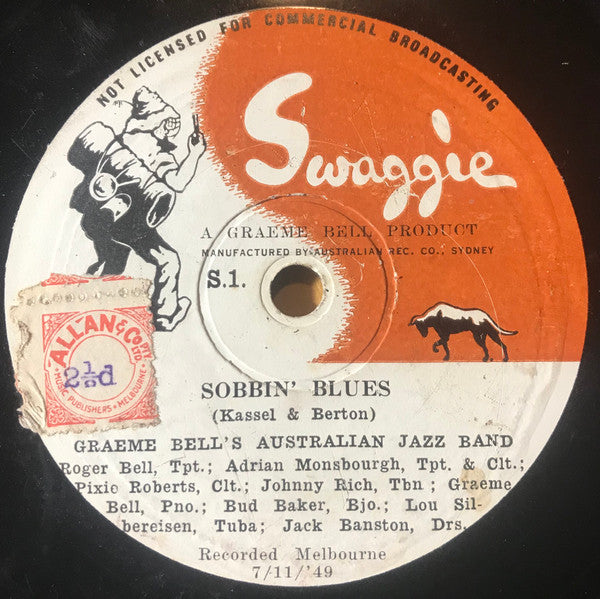 NOT LICENSED FOR COMMERCIAL BROADCASTING
Swaggie
A GRAEME BELL PRODUCT
MANUFACTURED BY AUSTRALIAN REC. CO., SYDNEY
S.1.
ALLAN & CO PTY. LTD.
2½d
MUSIC PUBLISHERS • MELBOURNE •
SOBBIN' BLUES
(Kassel & Berton)
GRAEME BELL'S AUSTRALIAN JAZZ BAND
Roger Bell, Tpt.; Adrian Monsbourgh, Tpt. & Clt.;
Pixie Roberts, Clt.; Johnny Rich, Tbn ; Graeme
Bell, Pno.; Bud Baker, Bjo.; Lou Sil-
bereisen, Tuba; Jack Banston, Drs.
Recorded Melbourne
7/11/'49